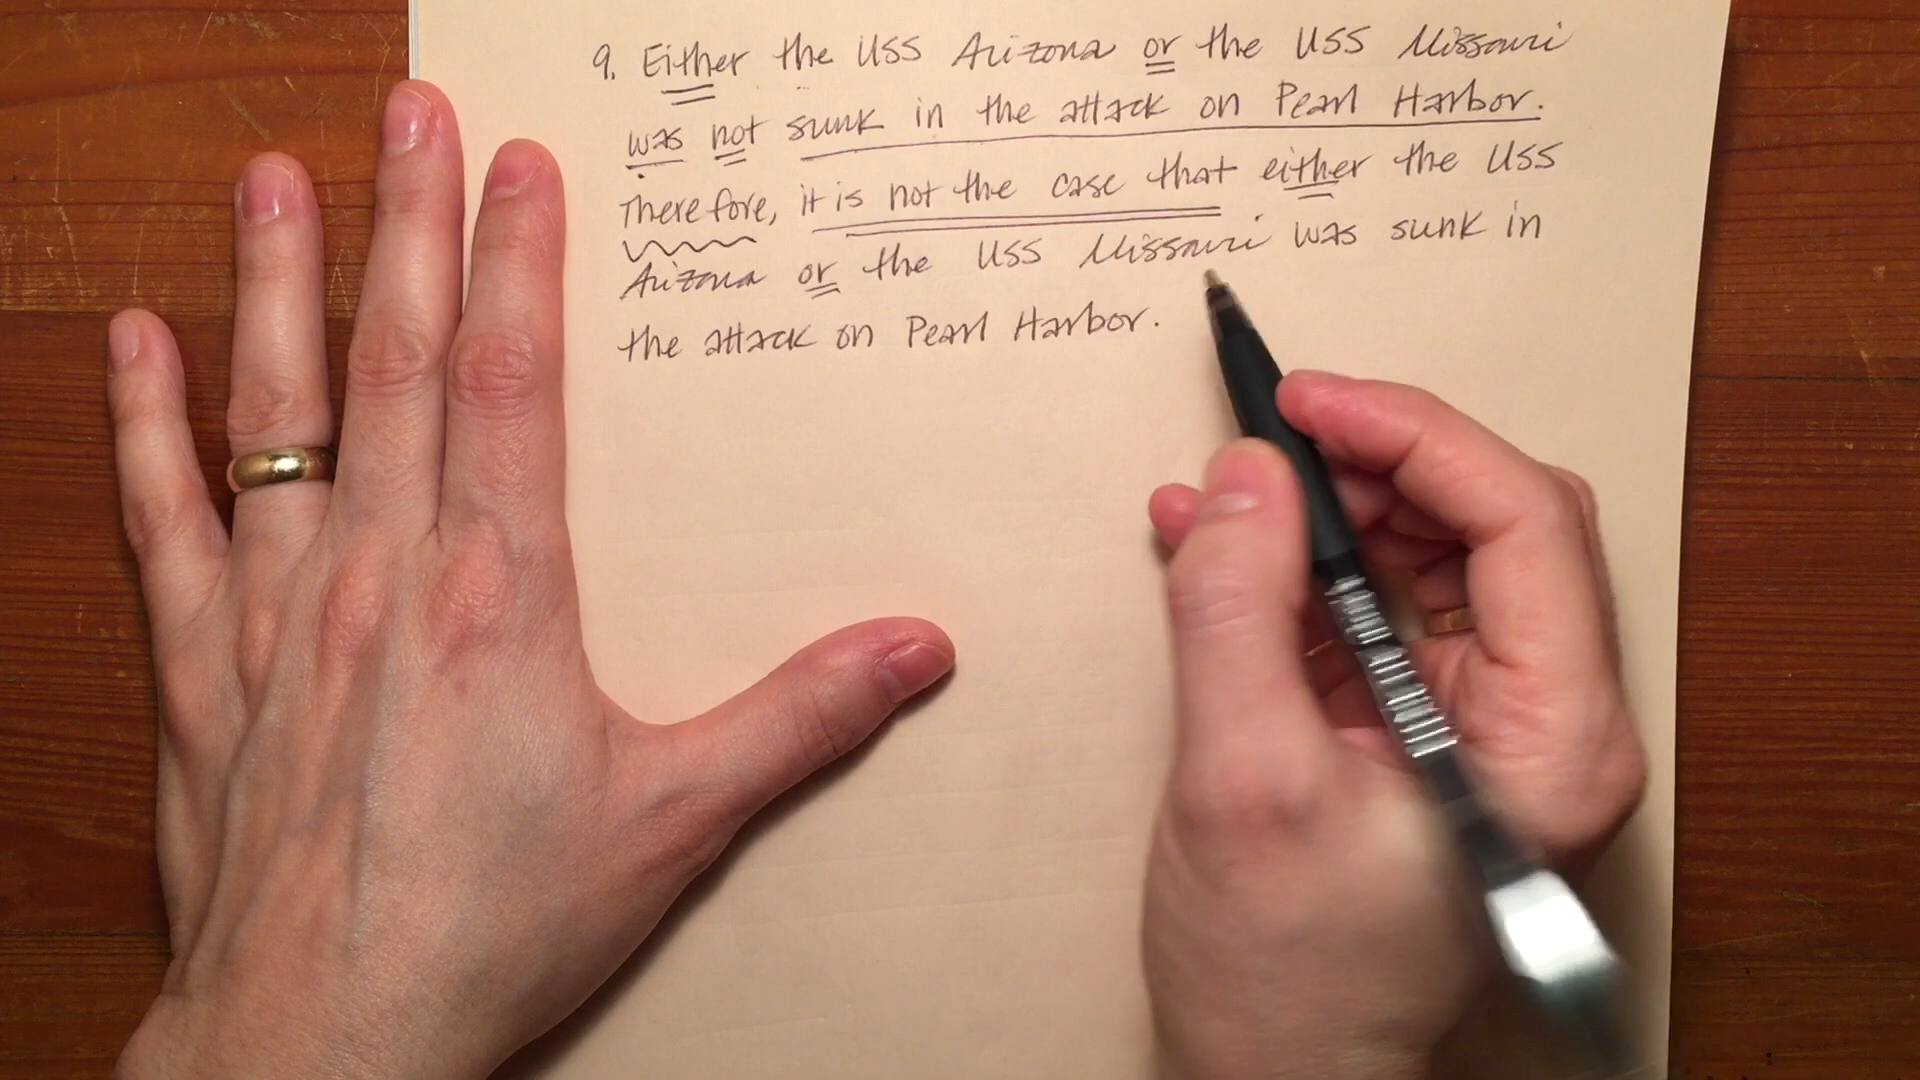 9. Either the USS Arizona or the USS Missouri
was not sunk in the attack on Pearl Harbor.
Therefore, it is not the case that either the USS
Arizona or the USS Missouri was sunk in
the attack on Pearl Harbor.